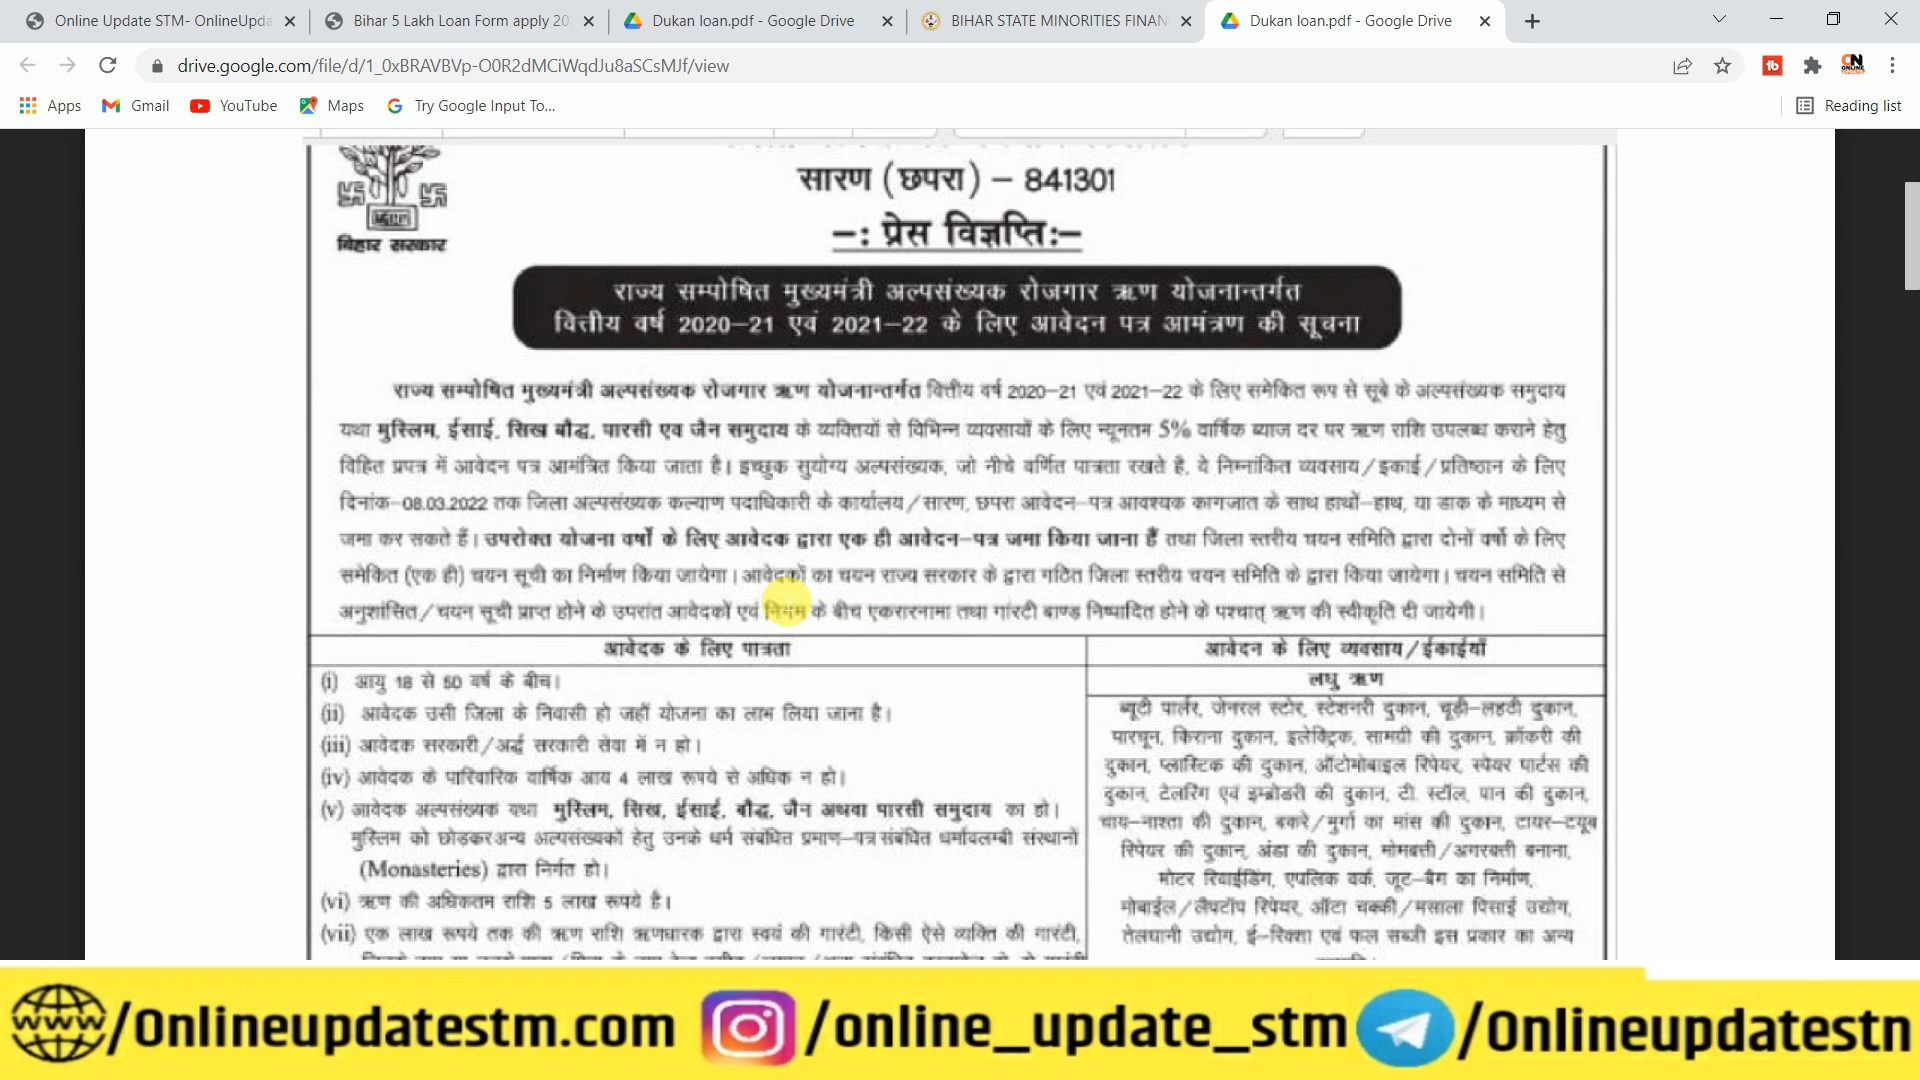 Online Update STM- OnlineUpda
Bihar 5 Lakh Loan Form apply 20
Dukan loan.pdf - Google Drive
BIHAR STATE MINORITIES FINAN
Dukan loan.pdf - Google Drive
drive.google.com/file/d/1_0xBRAVBVp-O0R2dMCiWqdJu8aSCsMJf/view
Apps Gmail YouTube Maps Try Google Input To... Reading list
सारण (छपरा) – 841301
बिहार सरकार
–: प्रेस विज्ञप्ति:–
राज्य सम्पोषित मुख्यमंत्री अल्पसंख्यक रोजगार ऋण योजनान्तर्गत
वित्तीय वर्ष 2020–21 एवं 2021–22 के लिए आवेदन पत्र आमंत्रण की सूचना
राज्य सम्पोषित मुख्यमंत्री अल्पसंख्यक रोजगार ऋण योजनान्तर्गत वित्तीय वर्ष 2020–21 एवं 2021–22 के लिए समेकित रूप से सूबे के अल्पसंख्यक समुदाय
यथा मुस्लिम, ईसाई, सिख बौद्ध, पारसी एव जैन समुदाय के व्यक्तियों से विभिन्न व्यवसायों के लिए न्यूनतम 5% वार्षिक ब्याज दर पर ऋण राशि उपलब्ध कराने हेतु
विहित प्रपत्र में आवेदन पत्र आमंत्रित किया जाता है। इच्छुक सुयोग्य अल्पसंख्यक, जो नीचे वर्णित पात्रता रखते है, वे निम्नांकित व्यवसाय/इकाई/प्रतिष्ठान के लिए
दिनांक–08.03.2022 तक जिला अल्पसंख्यक कल्याण पदाधिकारी के कार्यालय/सारण, छपरा आवेदन–पत्र आवश्यक कागजात के साथ हाथों–हाथ, या डाक के माध्यम से
जमा कर सकते हैं। उपरोक्त योजना वर्षो के लिए आवेदक द्वारा एक ही आवेदन–पत्र जमा किया जाना हैं तथा जिला स्तरीय चयन समिति द्वारा दोनों वर्षो के लिए
समेकित (एक ही) चयन सूची का निर्माण किया जायेगा। आवेदकों का चयन राज्य सरकार के द्वारा गठित जिला स्तरीय चयन समिति के द्वारा किया जायेगा। चयन समिति से
अनुशांसित/चयन सूची प्राप्त होने के उपरांत आवेदकों एवं निगम के बीच एकरारनामा तथा गांरटी बाण्ड निष्पादित होने के पश्चात् ऋण की स्वीकृति दी जायेगी।
आवेदक के लिए पात्रता
(i) आयु 18 से 50 वर्ष के बीच।
(ii) आवेदक उसी जिला के निवासी हो जहाँ योजना का लाभ लिया जाना है।
(iii) आवेदक सरकारी/अर्द्ध सरकारी सेवा में न हो।
(iv) आवेदक के पारिवारिक वार्षिक आय 4 लाख रूपये से अधिक न हो।
(v) आवेदक अल्पसंख्यक यथा मुस्लिम, सिख, ईसाई, बौद्ध, जैन अथवा पारसी समुदाय का हो।
मुस्लिम को छोड़कर अन्य अल्पसंख्यकों हेतु उनके धर्म संबंधित प्रमाण–पत्र संबंधित धर्मावलम्बी संस्थानों
(Monasteries) द्वारा निर्गत हो।
(vi) ऋण की अधिकतम राशि 5 लाख रूपये है।
(vii) एक लाख रूपये तक की ऋण राशि ऋणधारक द्वारा स्वयं की गारंटी, किसी ऐसे व्यक्ति की गारंटी,
आवेदन के लिए व्यवसाय/ईकाईयाँ
लघु ऋण
ब्यूटी पार्लर, जेनरल स्टोर, स्टेशनरी दुकान, चूड़ी–लहटी दुकान,
पारचून, किराना दुकान, इलेक्ट्रिक, सामग्री की दुकान, क्रॉकरी की
दुकान, प्लास्टिक की दुकान, ऑटोमोबाइल रिपेयर, स्पेयर पार्टस की
दुकान, टेलरिंग एवं इम्ब्रोडरी की दुकान, टी. स्टॉल, पान की दुकान,
चाय–नाश्ता की दुकान, बकरे/मुर्गा का मांस की दुकान, टायर–टयूब
रिपेयर की दुकान, अंडा की दुकान, मोमबत्ती/अगरबत्ती बनाना,
मोटर रिवाईडिंग, एपलिक वर्क, जूट–बैग का निर्माण,
मोबाईल/लैपटॉप रिपेयर, ऑटा चक्की/मसाला पिसाई उद्योग,
तेलघानी उद्योग, ई–रिक्शा एवं फल सब्जी इस प्रकार का अन्य
www/Onlineupdatestm.com /online_update_stm /Onlineupdatestn